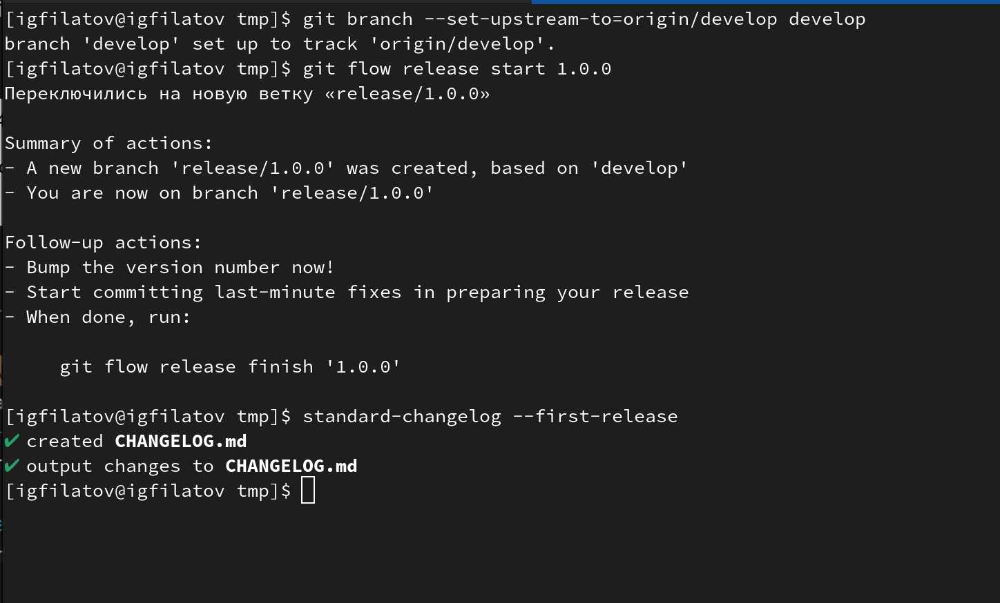 [igfilatov@igfilatov tmp]$ git branch --set-upstream-to=origin/develop develop
branch 'develop' set up to track 'origin/develop'.
[igfilatov@igfilatov tmp]$ git flow release start 1.0.0
Переключились на новую ветку «release/1.0.0»
Summary of actions:
- A new branch 'release/1.0.0' was created, based on 'develop'
- You are now on branch 'release/1.0.0'
Follow-up actions:
- Bump the version number now!
- Start committing last-minute fixes in preparing your release
- When done, run:
git flow release finish '1.0.0'
[igfilatov@igfilatov tmp]$ standard-changelog --first-release
✔ created CHANGELOG.md
✔ output changes to CHANGELOG.md
[igfilatov@igfilatov tmp]$